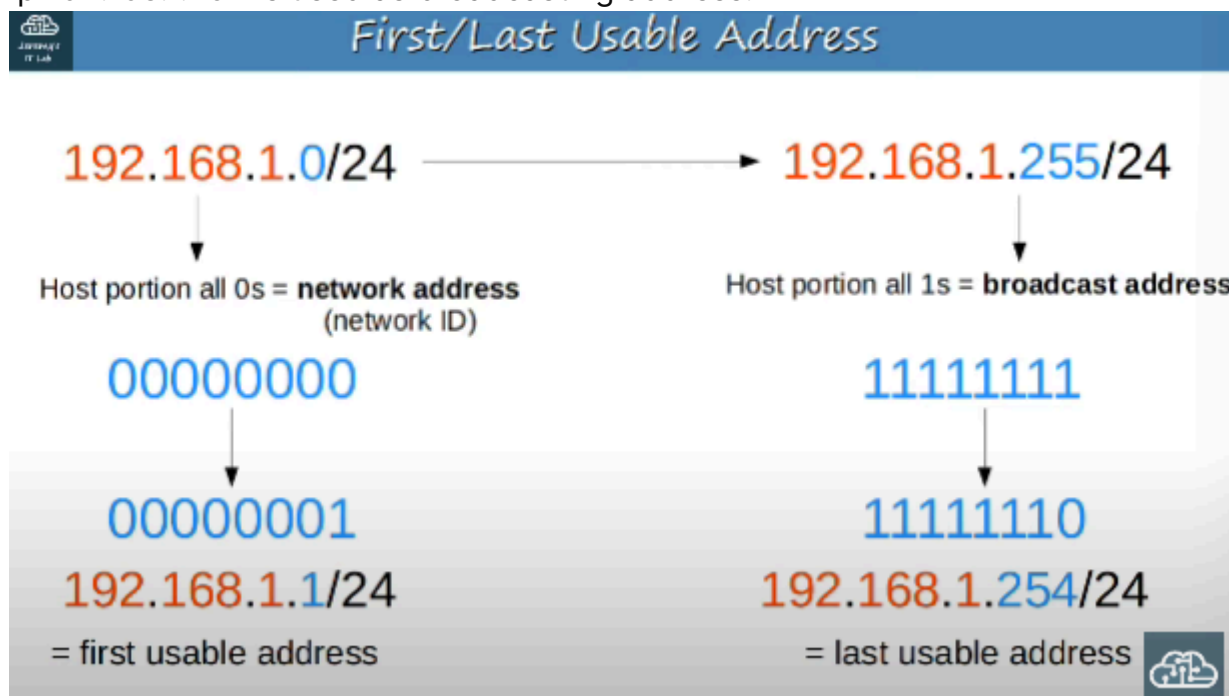 First/Last Usable Address
192.168.1.0/24
192.168.1.255/24
Host portion all 0s = network address
(network ID)
Host portion all 1s = broadcast address
00000000
11111111
00000001
11111110
192.168.1.1/24
192.168.1.254/24
= first usable address
= last usable address